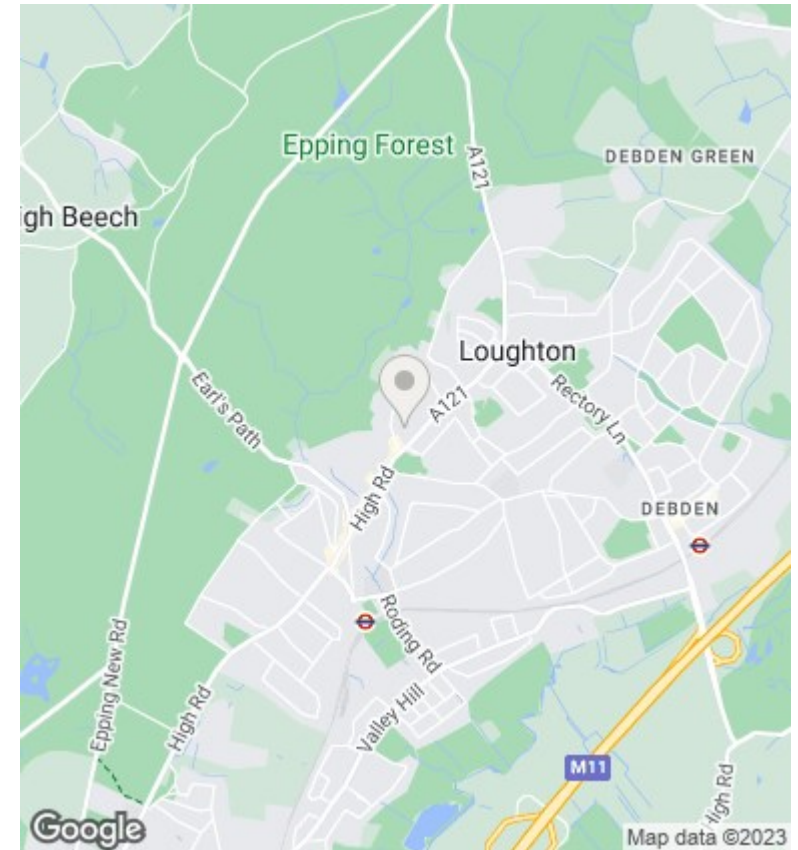 Epping Forest
A121
DEBDEN GREEN
igh Beech
Loughton
Earl's Path
A121
Rectory Ln
High Rd
DEBDEN
Roding Rd
Epping New Rd
High Rd
Valley Hill
M11
High Rd
Google
Map data ©2023